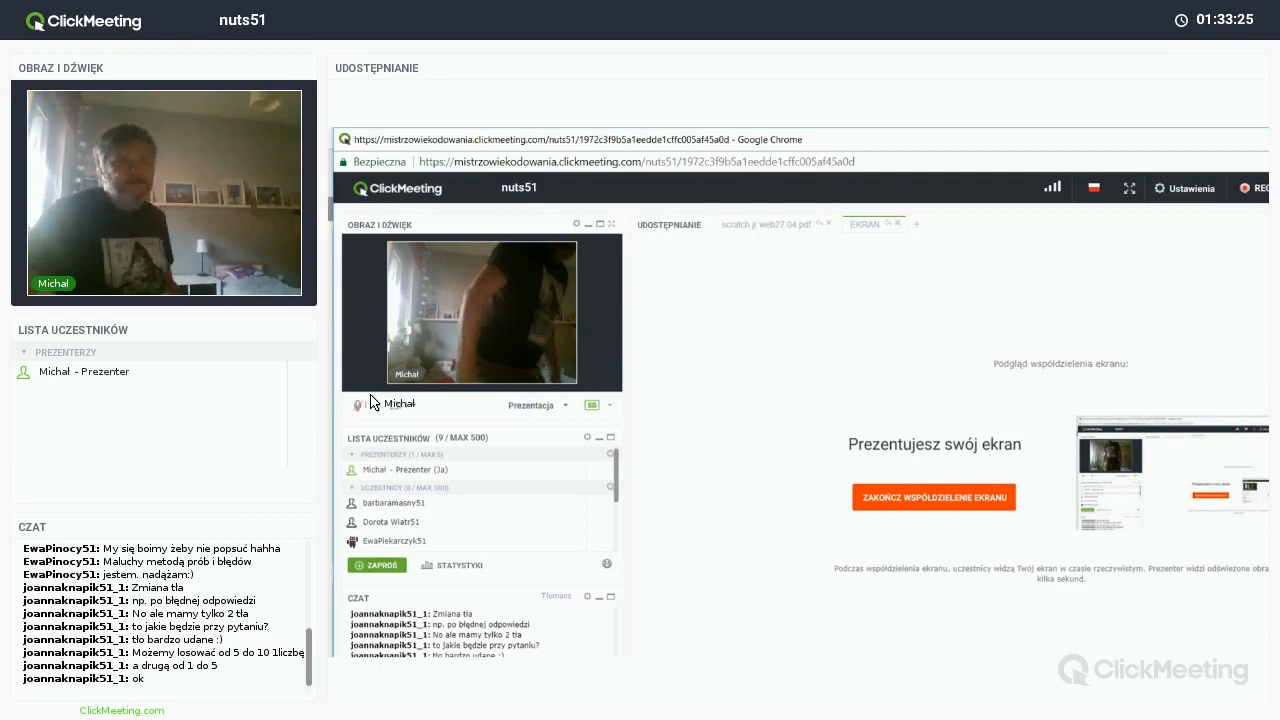 ClickMeeting
nuts51
01:33:25
OBRAZ I DŹWIĘK
Michał
LISTA UCZESTNIKÓW
PREZENTERZY
Michał - Prezenter
CZAT
EwaPinocy51: My się boimy żeby nie popsuć hahha
EwaPinocy51: Maluchy metodą prób i błędów
EwaPinocy51: jestem. nadążam:)
joannaknapik51_1: Zmiana tła
joannaknapik51_1: np. po błędnej odpowiedzi
joannaknapik51_1: No ale mamy tylko 2 tła
joannaknapik51_1: to jakie będzie przy pytaniu?
joannaknapik51_1: tło bardzo udane :)
joannaknapik51_1: Możemy losować od 5 do 10 1liczbę
joannaknapik51_1: a drugą od 1 do 5
joannaknapik51_1: ok
ClickMeeting.com
UDOSTĘPNIANIE
https://mistrzowiekodowania.clickmeeting.com/nuts51/1972c3f9b5a1eedde1cffc005af45a0d - Google Chrome
Bezpieczna https://mistrzowiekodowania.clickmeeting.com/nuts51/1972c3f9b5a1eedde1cffc005af45a0d
ClickMeeting
nuts51
Ustawienia
REC
OBRAZ I DŹWIĘK
UDOSTĘPNIANIE
scratch jr web27 04.pdf
EKRAN
Michał
Michał
Prezentacja
SD
LISTA UCZESTNIKÓW (9 / MAX 500)
PREZENTERZY (1 / MAX 5)
Michał - Prezenter (Ja)
UCZESTNICY (8 / MAX 500)
barbaramasny51
Dorota Wiatr51
EwaPiekarczyk51
ZAPROŚ
STATYSTYKI
CZAT
Tłumacz
joannaknapik51_1: Zmiana tła
joannaknapik51_1: np. po błędnej odpowiedzi
joannaknapik51_1: No ale mamy tylko 2 tła
joannaknapik51_1: to jakie będzie przy pytaniu?
joannaknapik51_1: tło bardzo udane :)
Podgląd współdzielenia ekranu:
Prezentujesz swój ekran
ZAKOŃCZ WSPÓŁDZIELENIE EKRANU
Podczas współdzielenia ekranu, uczestnicy widzą Twój ekran w czasie rzeczywistym. Prezenter widzi odświeżone obra
kilka sekund.
ClickMeeting